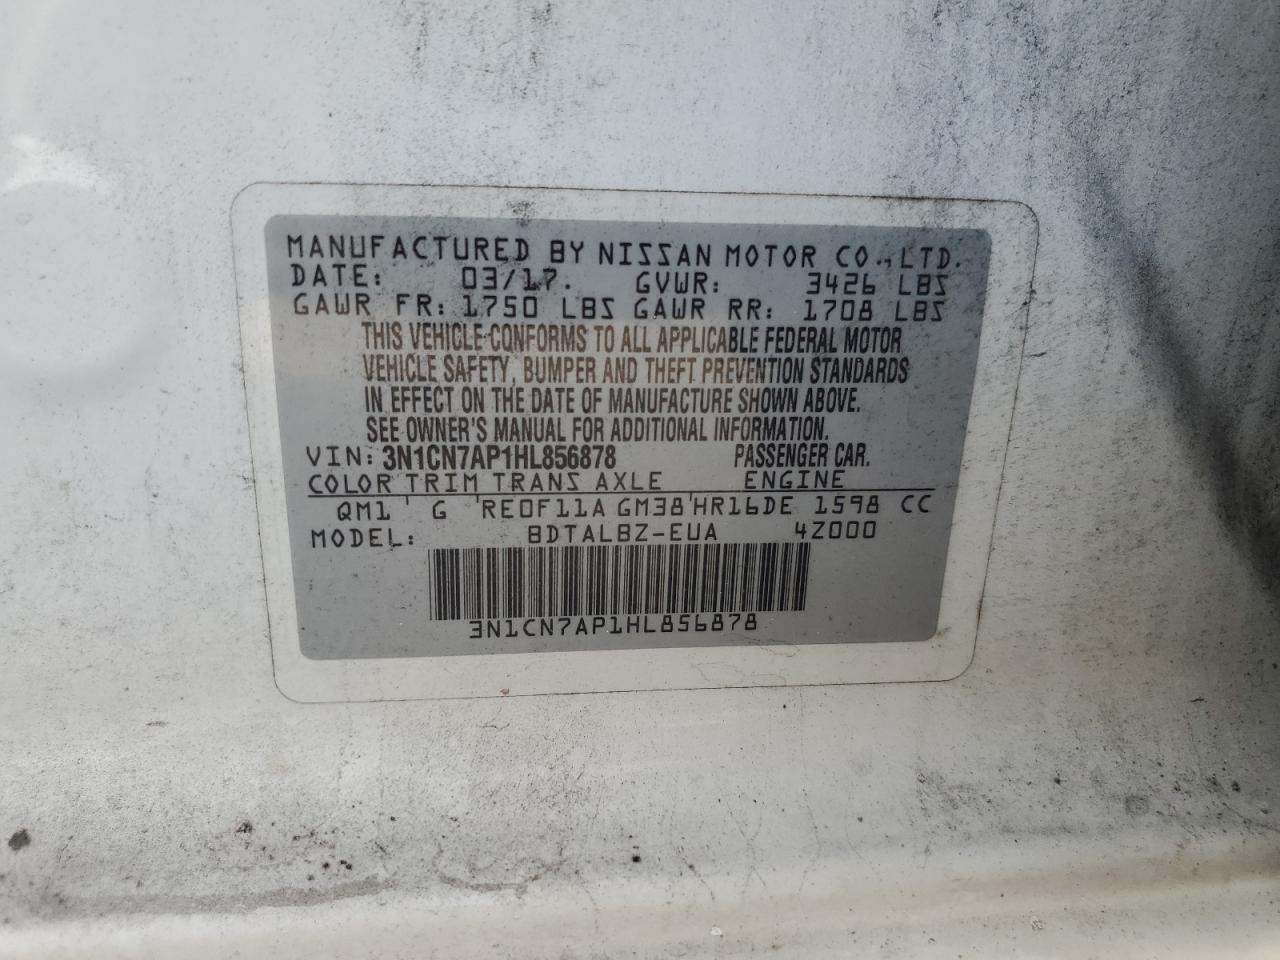 MANUFACTURED BY NISSAN MOTOR CO., LTD.
DATE: 03/17. GVWR: 3426 LBS
GAWR FR: 1750 LBS GAWR RR: 1708 LBS
THIS VEHICLE CONFORMS TO ALL APPLICABLE FEDERAL MOTOR
VEHICLE SAFETY, BUMPER AND THEFT PREVENTION STANDARDS
IN EFFECT ON THE DATE OF MANUFACTURE SHOWN ABOVE.
SEE OWNER'S MANUAL FOR ADDITIONAL INFORMATION.
VIN: 3N1CN7AP1HL856878 PASSENGER CAR.
COLOR TRIM TRANS AXLE ENGINE
QM1 ' G 'RE0F11A GM38'HR16DE 1598 CC
MODEL: BDTALBZ-EUA 4Z000
3N1CN7AP1HL856878